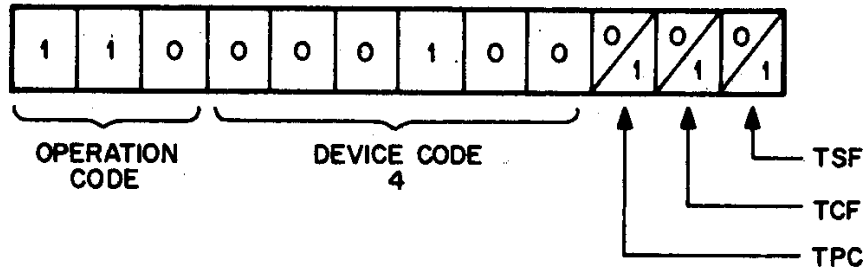 1 1 0 0 0 0 1 0 0 0/1 0/1 0/1
OPERATION CODE
DEVICE CODE 4
TSF
TCF
TPC